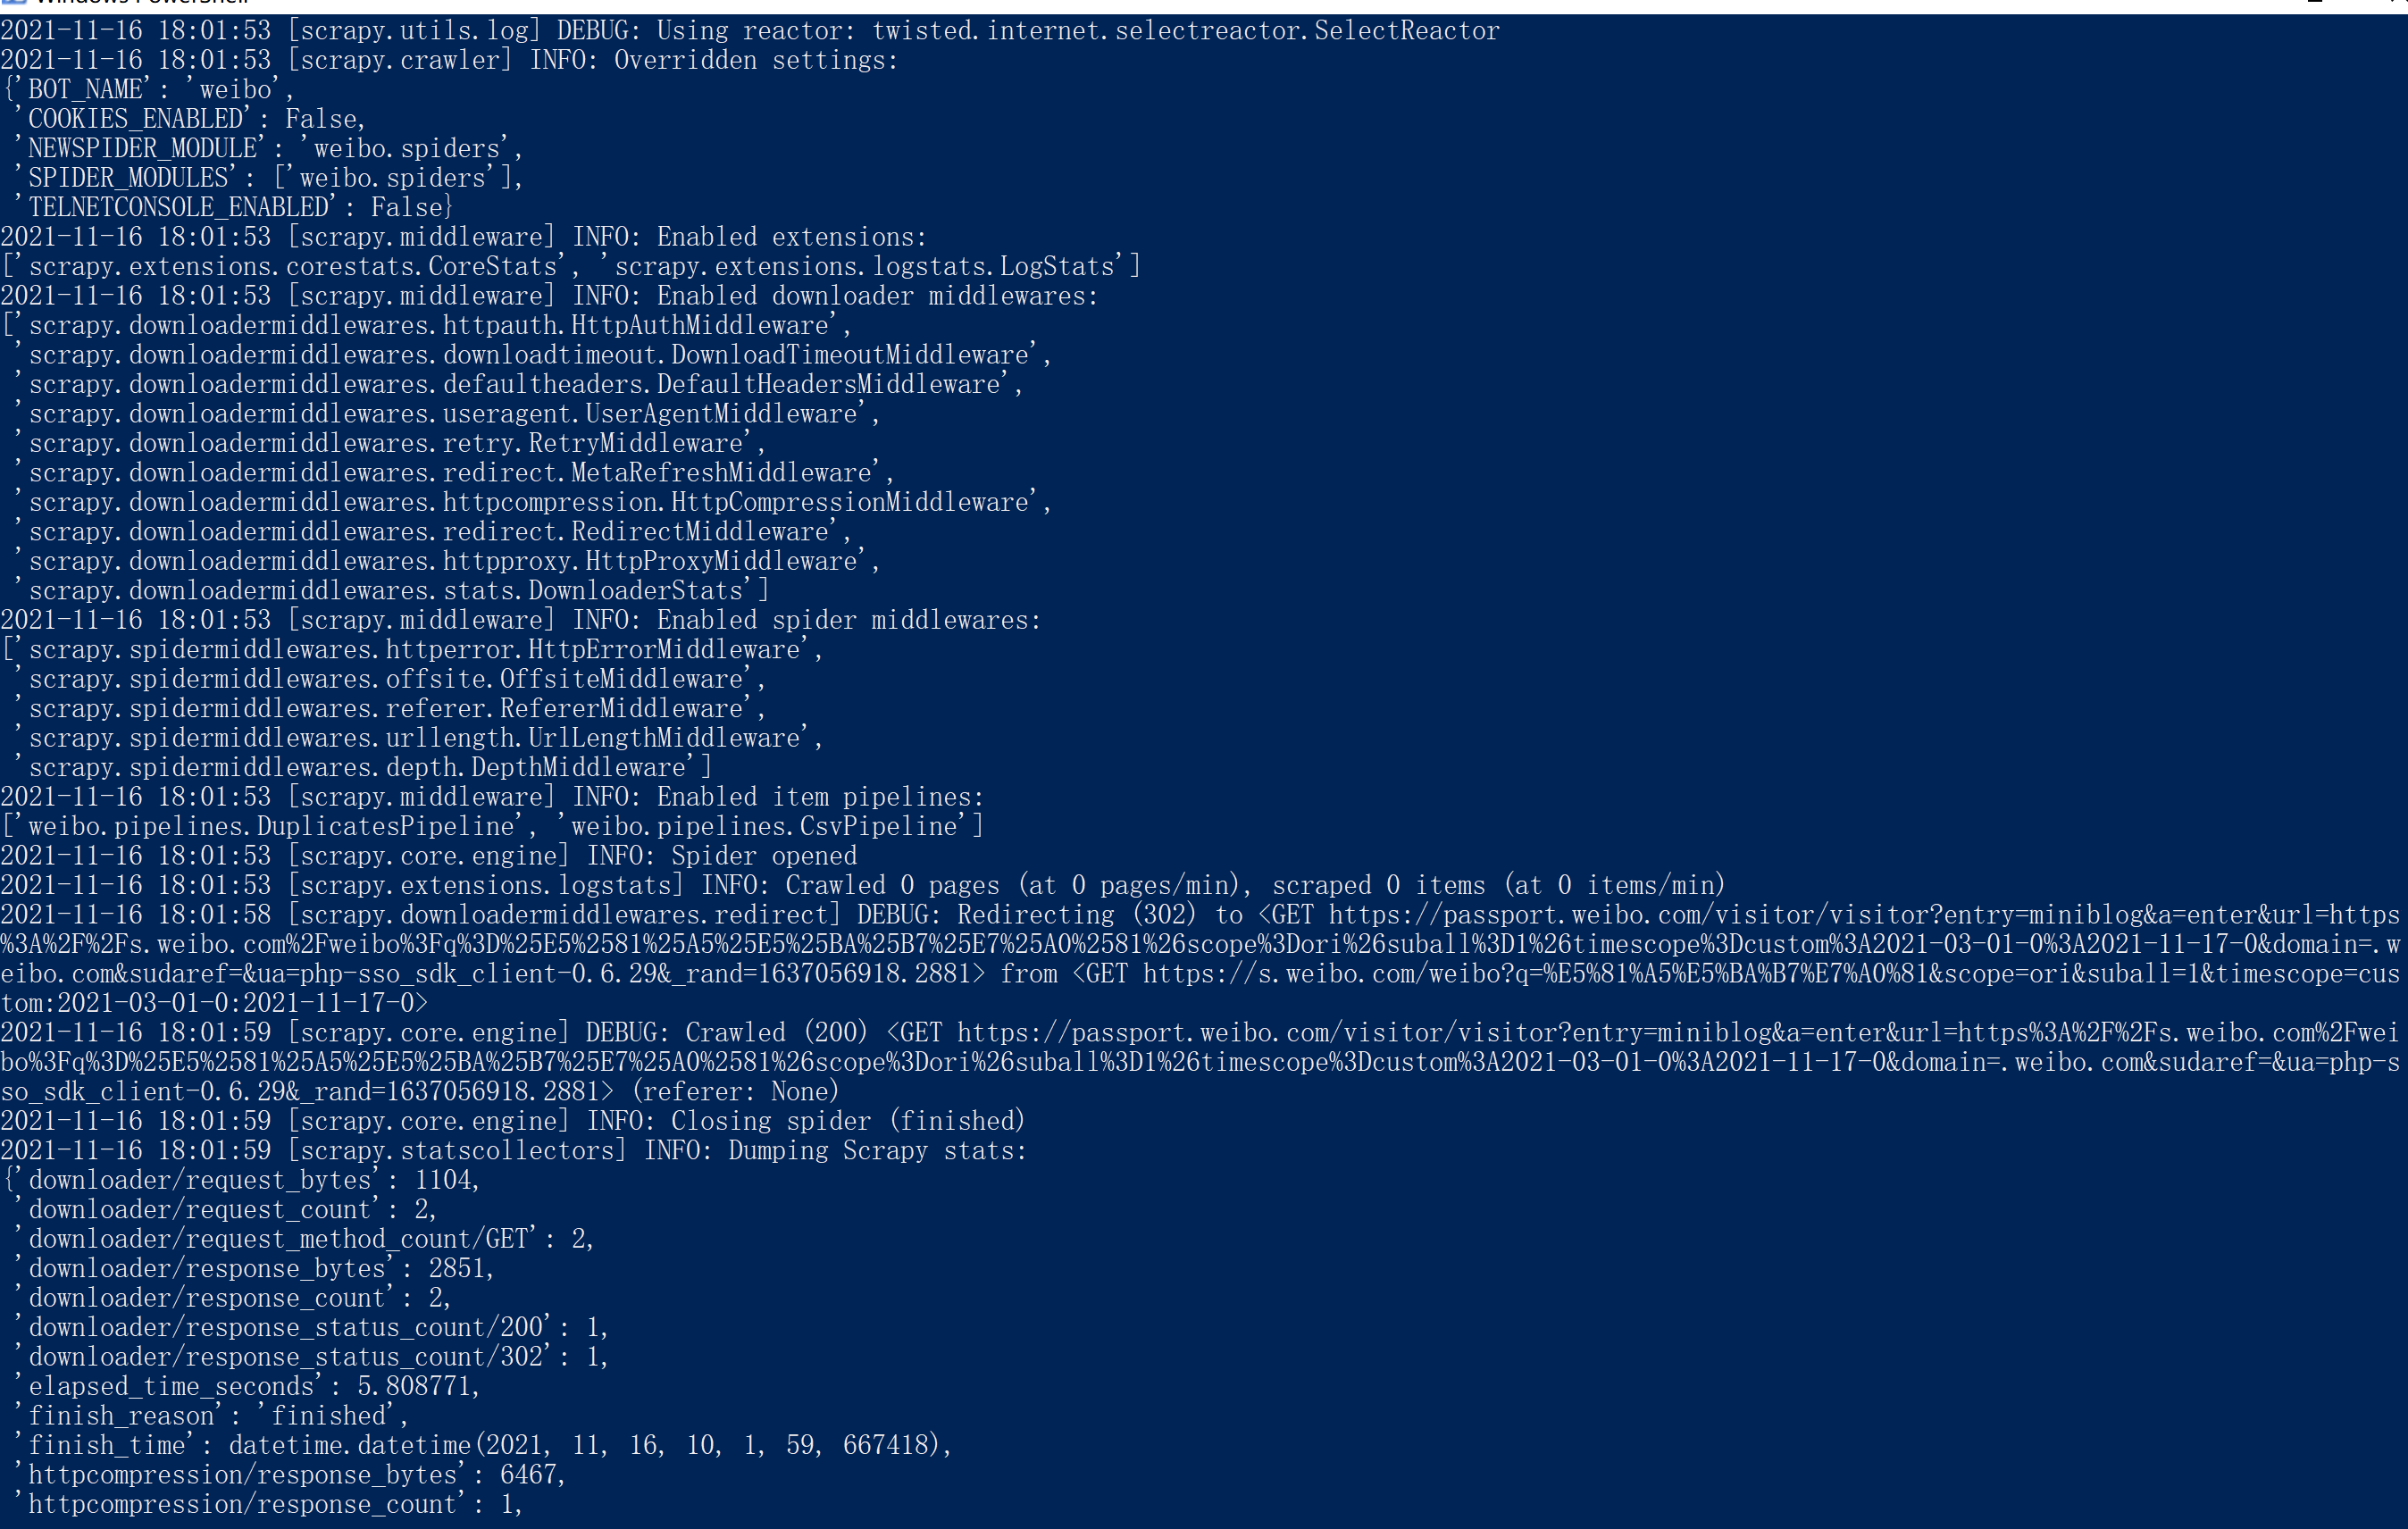 Windows PowerShell
2021-11-16 18:01:53 [scrapy.utils.log] DEBUG: Using reactor: twisted.internet.selectreactor.SelectReactor
2021-11-16 18:01:53 [scrapy.crawler] INFO: Overridden settings:
{'BOT_NAME': 'weibo',
 'COOKIES_ENABLED': False,
 'NEWSPIDER_MODULE': 'weibo.spiders',
 'SPIDER_MODULES': ['weibo.spiders'],
 'TELNETCONSOLE_ENABLED': False}
2021-11-16 18:01:53 [scrapy.middleware] INFO: Enabled extensions:
['scrapy.extensions.corestats.CoreStats', 'scrapy.extensions.logstats.LogStats']
2021-11-16 18:01:53 [scrapy.middleware] INFO: Enabled downloader middlewares:
['scrapy.downloadermiddlewares.httpauth.HttpAuthMiddleware',
 'scrapy.downloadermiddlewares.downloadtimeout.DownloadTimeoutMiddleware',
 'scrapy.downloadermiddlewares.defaultheaders.DefaultHeadersMiddleware',
 'scrapy.downloadermiddlewares.useragent.UserAgentMiddleware',
 'scrapy.downloadermiddlewares.retry.RetryMiddleware',
 'scrapy.downloadermiddlewares.redirect.MetaRefreshMiddleware',
 'scrapy.downloadermiddlewares.httpcompression.HttpCompressionMiddleware',
 'scrapy.downloadermiddlewares.redirect.RedirectMiddleware',
 'scrapy.downloadermiddlewares.httpproxy.HttpProxyMiddleware',
 'scrapy.downloadermiddlewares.stats.DownloaderStats']
2021-11-16 18:01:53 [scrapy.middleware] INFO: Enabled spider middlewares:
['scrapy.spidermiddlewares.httperror.HttpErrorMiddleware',
 'scrapy.spidermiddlewares.offsite.OffsiteMiddleware',
 'scrapy.spidermiddlewares.referer.RefererMiddleware',
 'scrapy.spidermiddlewares.urllength.UrlLengthMiddleware',
 'scrapy.spidermiddlewares.depth.DepthMiddleware']
2021-11-16 18:01:53 [scrapy.middleware] INFO: Enabled item pipelines:
['weibo.pipelines.DuplicatesPipeline', 'weibo.pipelines.CsvPipeline']
2021-11-16 18:01:53 [scrapy.core.engine] INFO: Spider opened
2021-11-16 18:01:53 [scrapy.extensions.logstats] INFO: Crawled 0 pages (at 0 pages/min), scraped 0 items (at 0 items/min)
2021-11-16 18:01:58 [scrapy.downloadermiddlewares.redirect] DEBUG: Redirecting (302) to <GET https://passport.weibo.com/visitor/visitor?entry=miniblog&a=enter&url=https
%3A%2F%2Fs.weibo.com%2Fweibo%3Fq%3D%25E5%2581%25A5%25E5%25BA%25B7%25E7%25A0%2581%26scope%3Dori%26suball%3D1%26timescope%3Dcustom%3A2021-03-01-0%3A2021-11-17-0&domain=.w
eibo.com&sudaref=&ua=php-sso_sdk_client-0.6.29&_rand=1637056918.2881> from <GET https://s.weibo.com/weibo?q=%E5%81%A5%E5%BA%B7%E7%A0%81&scope=ori&suball=1&timescope=cus
tom:2021-03-01-0:2021-11-17-0>
2021-11-16 18:01:59 [scrapy.core.engine] DEBUG: Crawled (200) <GET https://passport.weibo.com/visitor/visitor?entry=miniblog&a=enter&url=https%3A%2F%2Fs.weibo.com%2Fwei
bo%3Fq%3D%25E5%2581%25A5%25E5%25BA%25B7%25E7%25A0%2581%26scope%3Dori%26suball%3D1%26timescope%3Dcustom%3A2021-03-01-0%3A2021-11-17-0&domain=.weibo.com&sudaref=&ua=php-s
so_sdk_client-0.6.29&_rand=1637056918.2881> (referer: None)
2021-11-16 18:01:59 [scrapy.core.engine] INFO: Closing spider (finished)
2021-11-16 18:01:59 [scrapy.statscollectors] INFO: Dumping Scrapy stats:
{'downloader/request_bytes': 1104,
 'downloader/request_count': 2,
 'downloader/request_method_count/GET': 2,
 'downloader/response_bytes': 2851,
 'downloader/response_count': 2,
 'downloader/response_status_count/200': 1,
 'downloader/response_status_count/302': 1,
 'elapsed_time_seconds': 5.808771,
 'finish_reason': 'finished',
 'finish_time': datetime.datetime(2021, 11, 16, 10, 1, 59, 667418),
 'httpcompression/response_bytes': 6467,
 'httpcompression/response_count': 1,